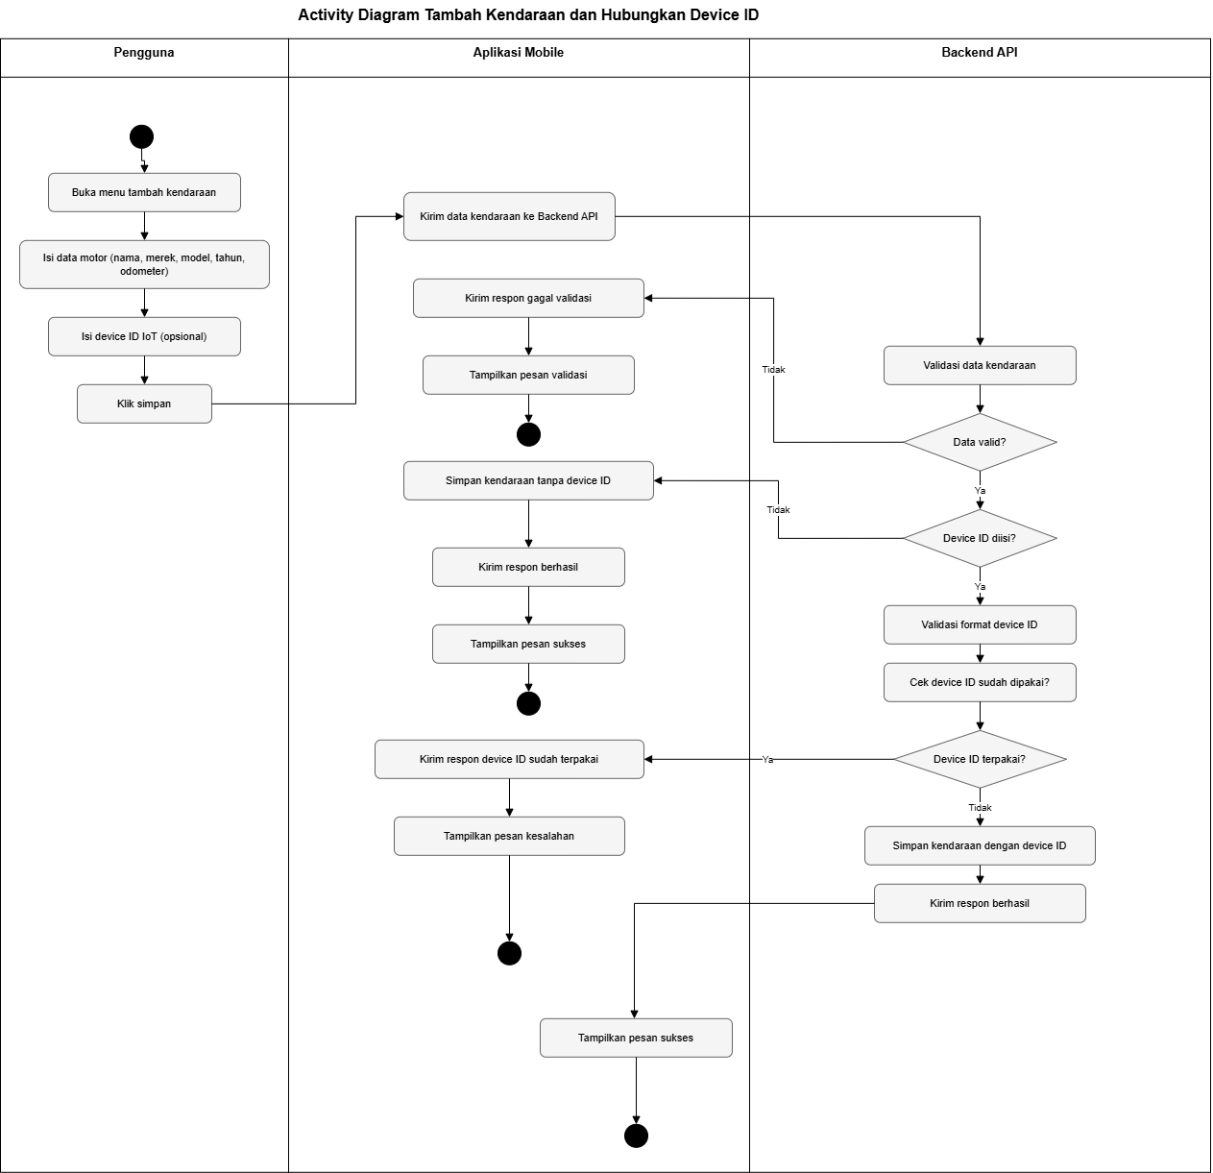 Activity Diagram Tambah Kendaraan dan Hubungkan Device ID
Pengguna
Aplikasi Mobile
Backend API
Buka menu tambah kendaraan
Isi data motor (nama, merek, model, tahun,
odometer)
Isi device ID IoT (opsional)
Klik simpan
Kirim data kendaraan ke Backend API
Kirim respon gagal validasi
Tampilkan pesan validasi
Simpan kendaraan tanpa device ID
Kirim respon berhasil
Tampilkan pesan sukses
Kirim respon device ID sudah terpakai
Tampilkan pesan kesalahan
Tampilkan pesan sukses
Validasi data kendaraan
Tidak
Data valid?
Ya
Tidak
Device ID diisi?
Ya
Validasi format device ID
Cek device ID sudah dipakai?
Ya
Device ID terpakai?
Tidak
Simpan kendaraan dengan device ID
Kirim respon berhasil